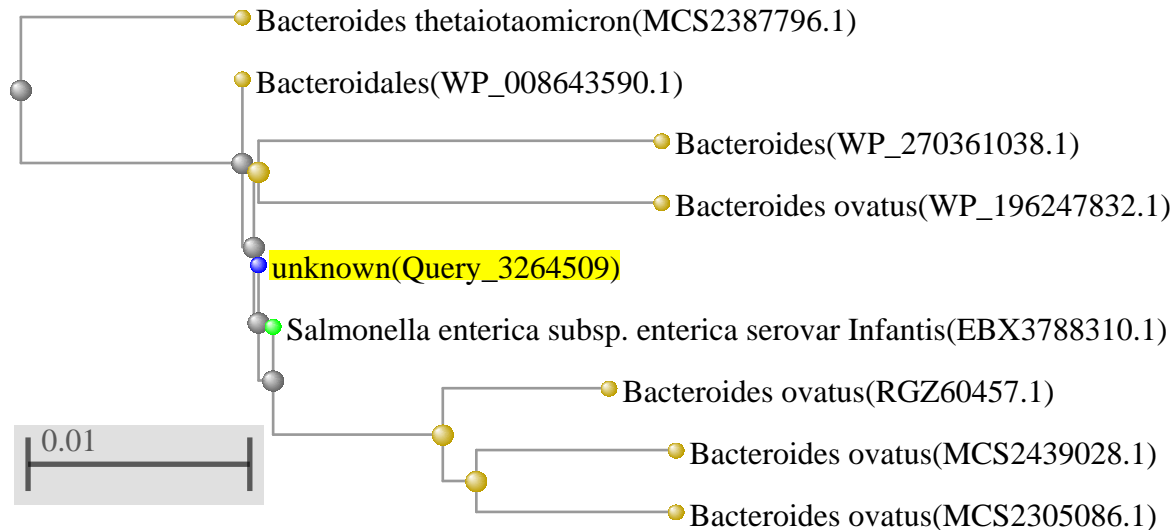 Bacteroides thetaiotaomicron(MCS2387796.1)
Bacteroidales(WP_008643590.1)
Bacteroides(WP_270361038.1)
Bacteroides ovatus(WP_196247832.1)
unknown(Query_3264509)
Salmonella enterica subsp. enterica serovar Infantis(EBX3788310.1)
Bacteroides ovatus(RGZ60457.1)
0.01
Bacteroides ovatus(MCS2439028.1)
Bacteroides ovatus(MCS2305086.1)